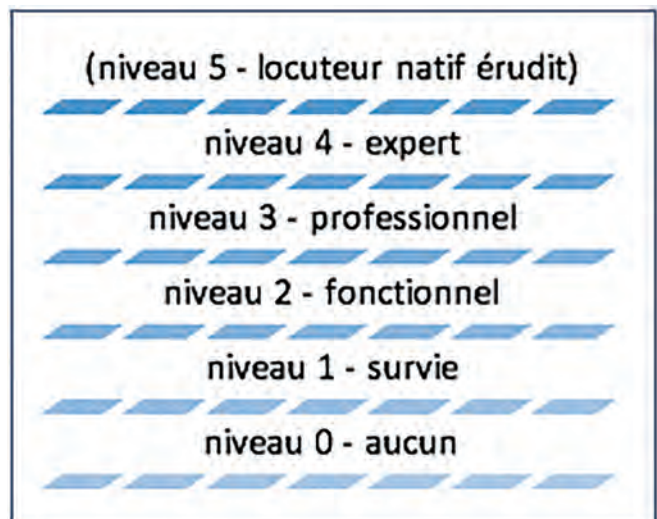 (niveau 5 - locuteur natif érudit)
niveau 4 - expert
niveau 3 - professionnel
niveau 2 - fonctionnel
niveau 1 - survie
niveau 0 - aucun